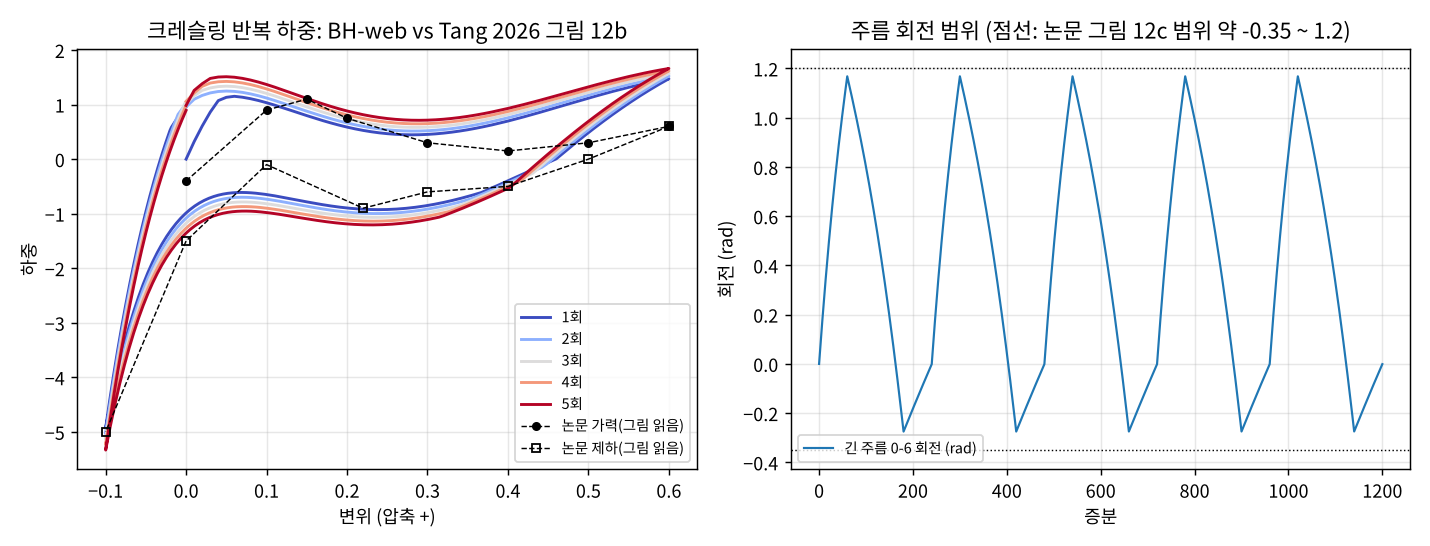 크레슬링 반복 하중: BH-web vs Tang 2026 그림 12b
2
1
0
−1
−2
−3
−4
−5
하중
−0.1
0.0
0.1
0.2
0.3
0.4
0.5
0.6
변위 (압축 +)
1회
2회
3회
4회
5회
논문 가력(그림 읽음)
논문 제하(그림 읽음)
주름 회전 범위 (점선: 논문 그림 12c 범위 약 -0.35 ~ 1.2)
1.2
1.0
0.8
0.6
0.4
0.2
0.0
−0.2
−0.4
회전 (rad)
긴 주름 0-6 회전 (rad)
0
200
400
600
800
1000
1200
증분